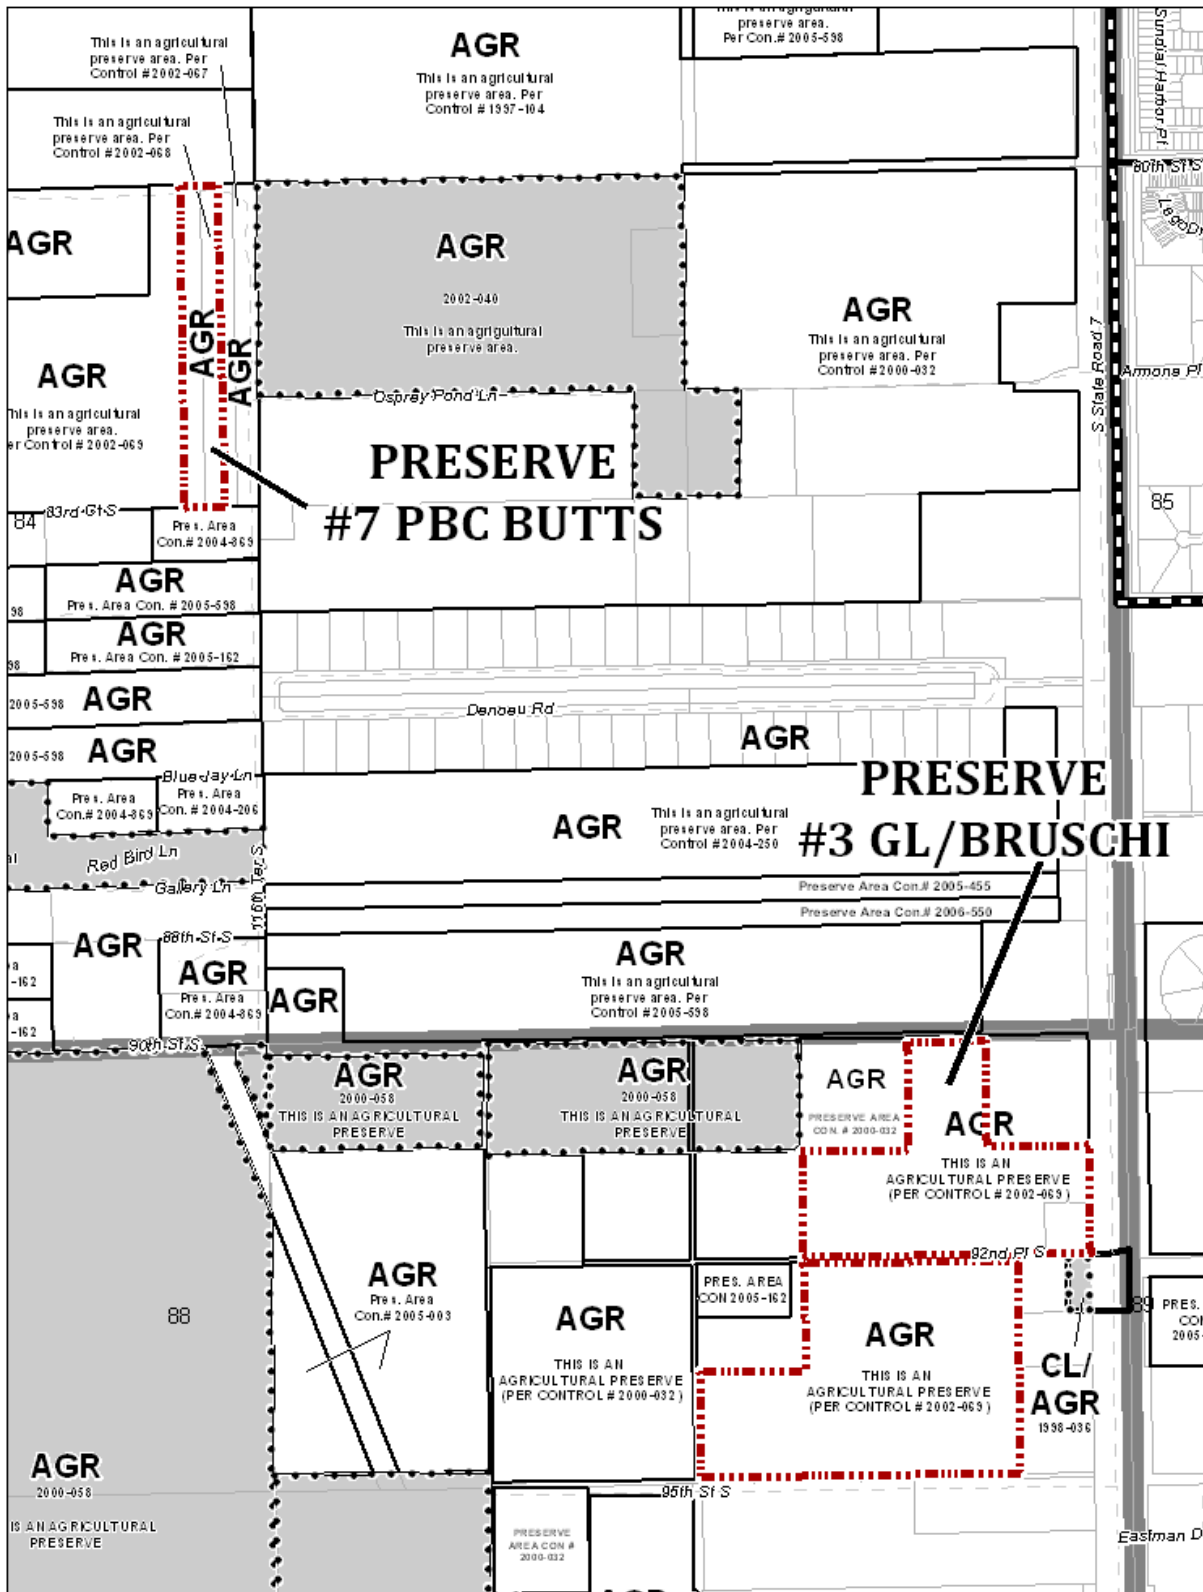 This is an agricultural
preserve area. Per
Control # 2002-067
AGR
This is an agricultural
preserve area. Per
Control # 1997-104
Per Con.# 2005-598
Sundial Harbor Pl
This is an agricultural
preserve area. Per
Control # 2002-068
80th St S
AGR
AGR
2002-040
This is an agrigultural
preserve area.
AGR
This is an agricultural
preserve area. Per
Control # 2000-032
S State Road 7
AGR
AGR
AGR
This is an agricultural
preserve area.
er Control # 2002-069
Osprey Pond Ln
PRESERVE
#7 PBC BUTTS
83rd Ct S
84
85
Pres. Area
Con.# 2004-869
AGR
Pres. Area Con. # 2005-598
98
AGR
Pres. Area Con. # 2005-162
98
2005-598
AGR
Denoeu Rd
2005-598
AGR
AGR
Blue Jay Ln
Pres. Area
Con.# 2004-869
Pres. Area
Con.# 2004-206
PRESERVE
#3 GL/BRUSCHI
AGR
This is an agricultural
preserve area. Per
Control # 2004-250
Red Bird Ln
Gallery Ln
116th Ter S
Preserve Area Con.# 2005-455
Preserve Area Con.# 2006-550
88th St S
AGR
a
-162
a
-162
AGR
Pres. Area
Con.# 2004-869
AGR
AGR
This is an agricultural
preserve area. Per
Control # 2005-598
90th St S
AGR
2000-058
THIS IS AN AGRICULTURAL
PRESERVE
AGR
2000-058
THIS IS AN AGRICULTURAL
PRESERVE
AGR
PRESERVE AREA
CON. # 2000-032
AGR
THIS IS AN
AGRICULTURAL PRESERVE
(PER CONTROL # 2002-069)
92nd Pl S
88
AGR
Pres. Area
Con.# 2005-003
PRES. AREA
CON 2005-162
AGR
THIS IS AN
AGRICULTURAL PRESERVE
(PER CONTROL # 2000-032)
AGR
THIS IS AN
AGRICULTURAL PRESERVE
(PER CONTROL # 2002-069)
89
PRES.
CON
2005-
CL/
AGR
1998-036
AGR
2000-058
IS AN AGRICULTURAL
PRESERVE
95th St S
PRESERVE
AREA CON #
2000-032
Eastman D
AGR